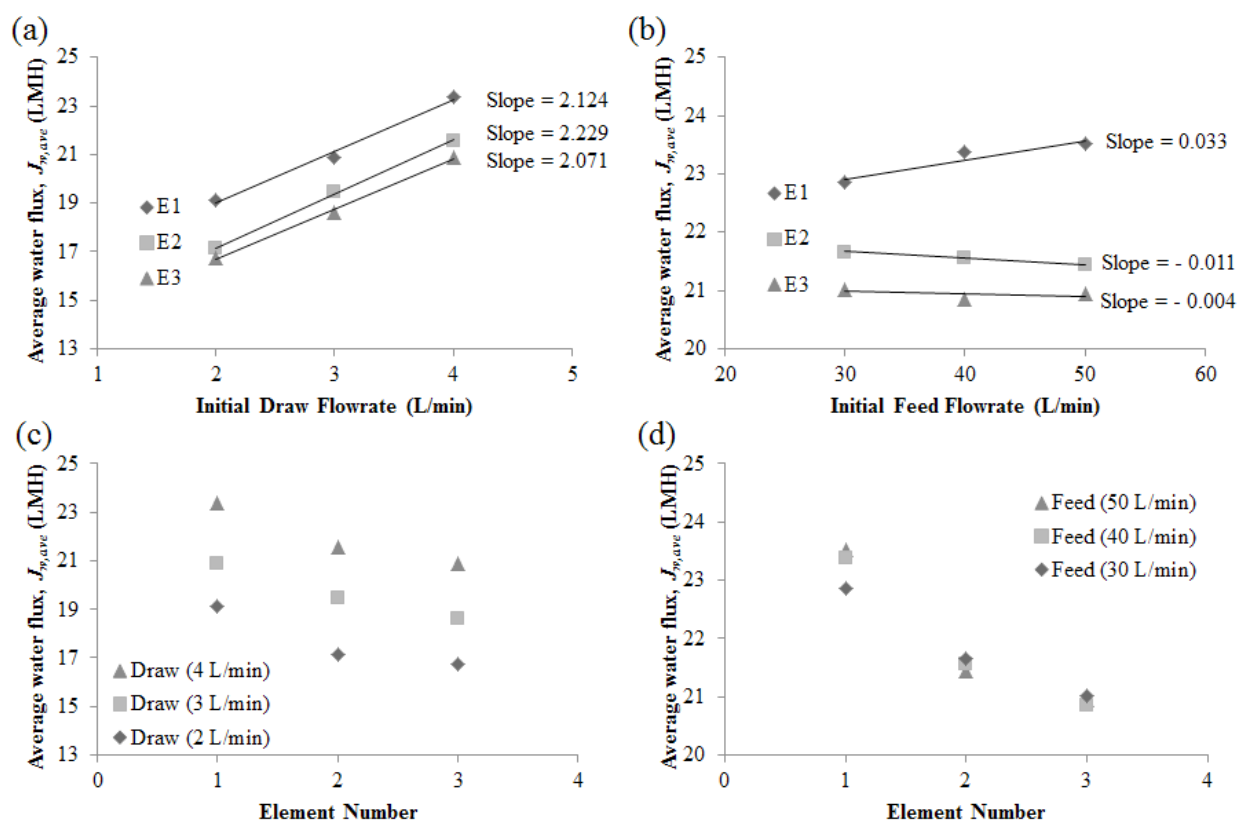 (a)
Average water flux, Jw,ave (LMH)
25
23
21
19
17
15
13
Slope = 2.124
Slope = 2.229
Slope = 2.071
E1
E2
E3
1 2 3 4 5
Initial Draw Flowrate (L/min)
(b)
Average water flux, Jw,ave (LMH)
25
24
23
22
21
20
Slope = 0.033
Slope = - 0.011
Slope = - 0.004
E1
E2
E3
20 30 40 50 60
Initial Feed Flowrate (L/min)
(c)
Average water flux, Jw,ave (LMH)
25
23
21
19
17
15
13
Draw (4 L/min)
Draw (3 L/min)
Draw (2 L/min)
0 1 2 3 4
Element Number
(d)
Average water flux, Jw,ave (LMH)
25
24
23
22
21
20
Feed (50 L/min)
Feed (40 L/min)
Feed (30 L/min)
0 1 2 3 4
Element Number